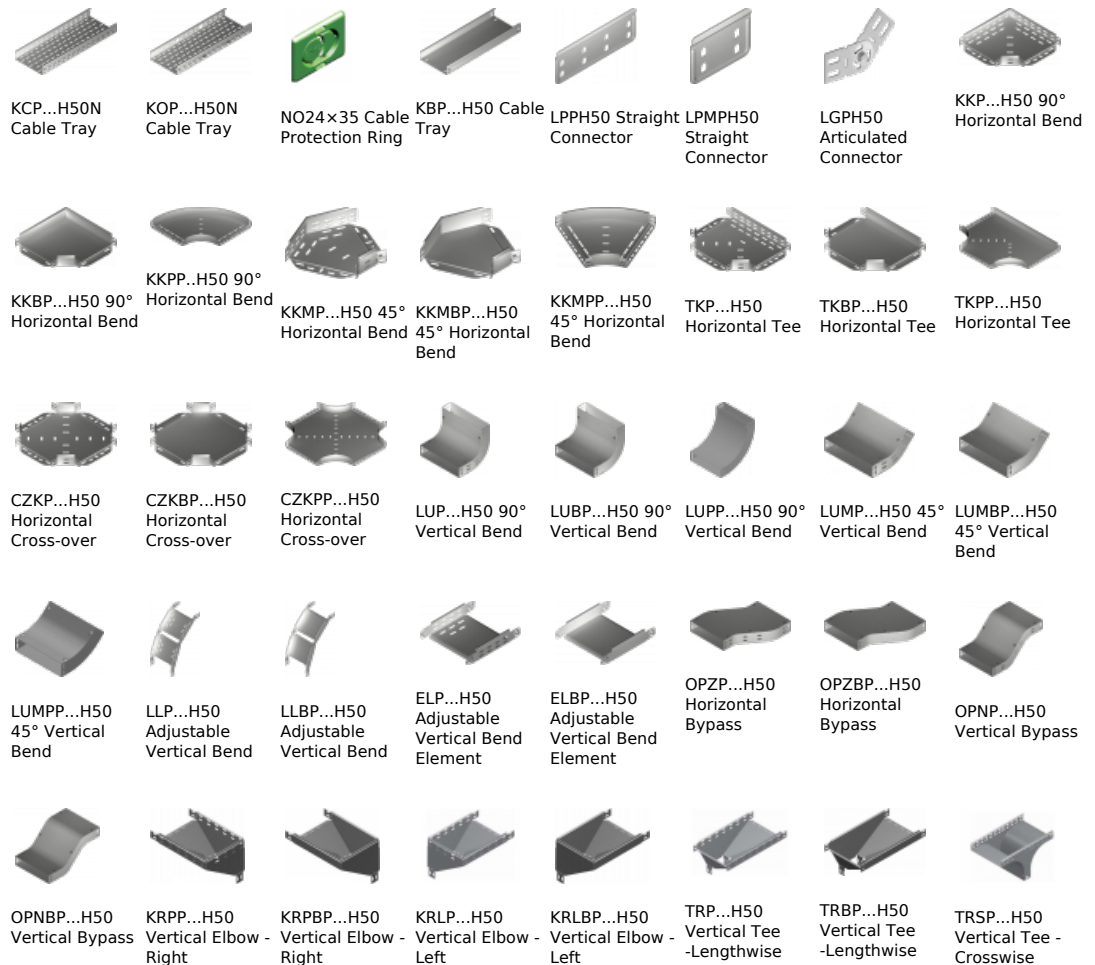 KCP...H50N
Cable Tray
KOP...H50N
Cable Tray
NO24×35 Cable
Protection Ring
KBP...H50 Cable
Tray
LPPH50 Straight
Connector
LPMPH50
Straight
Connector
LGPH50
Articulated
Connector
KKP...H50 90°
Horizontal Bend
KKBP...H50 90°
Horizontal Bend
KKPP...H50 90°
Horizontal Bend
KKMP...H50 45°
Horizontal Bend
KKMBP...H50
45° Horizontal
Bend
KKMPP...H50
45° Horizontal
Bend
TKP...H50
Horizontal Tee
TKBP...H50
Horizontal Tee
TKPP...H50
Horizontal Tee
CZKP...H50
Horizontal
Cross-over
CZKBP...H50
Horizontal
Cross-over
CZKPP...H50
Horizontal
Cross-over
LUP...H50 90°
Vertical Bend
LUBP...H50 90°
Vertical Bend
LUPP...H50 90°
Vertical Bend
LUMP...H50 45°
Vertical Bend
LUMBP...H50
45° Vertical
Bend
LUMPP...H50
45° Vertical
Bend
LLP...H50
Adjustable
Vertical Bend
LLBP...H50
Adjustable
Vertical Bend
ELP...H50
Adjustable
Vertical Bend
Element
ELBP...H50
Adjustable
Vertical Bend
Element
OPZP...H50
Horizontal
Bypass
OPZBP...H50
Horizontal
Bypass
OPNP...H50
Vertical Bypass
OPNBP...H50
Vertical Bypass
KRPP...H50
Vertical Elbow -
Right
KRPBP...H50
Vertical Elbow -
Right
KRLP...H50
Vertical Elbow -
Left
KRLBP...H50
Vertical Elbow -
Left
TRP...H50
Vertical Tee
-Lengthwise
TRBP...H50
Vertical Tee
-Lengthwise
TRSP...H50
Vertical Tee -
Crosswise